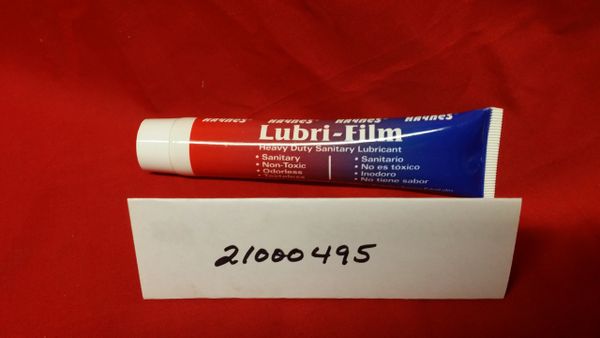 HAYNES HAYNES HAYNES HAYNES
Lubri-Film
Heavy Duty Sanitary Lubricant
• Sanitary
• Non-Toxic
• Odorless
• Sanitario
• No es tóxico
• Inodoro
• No tiene sabor
21000495